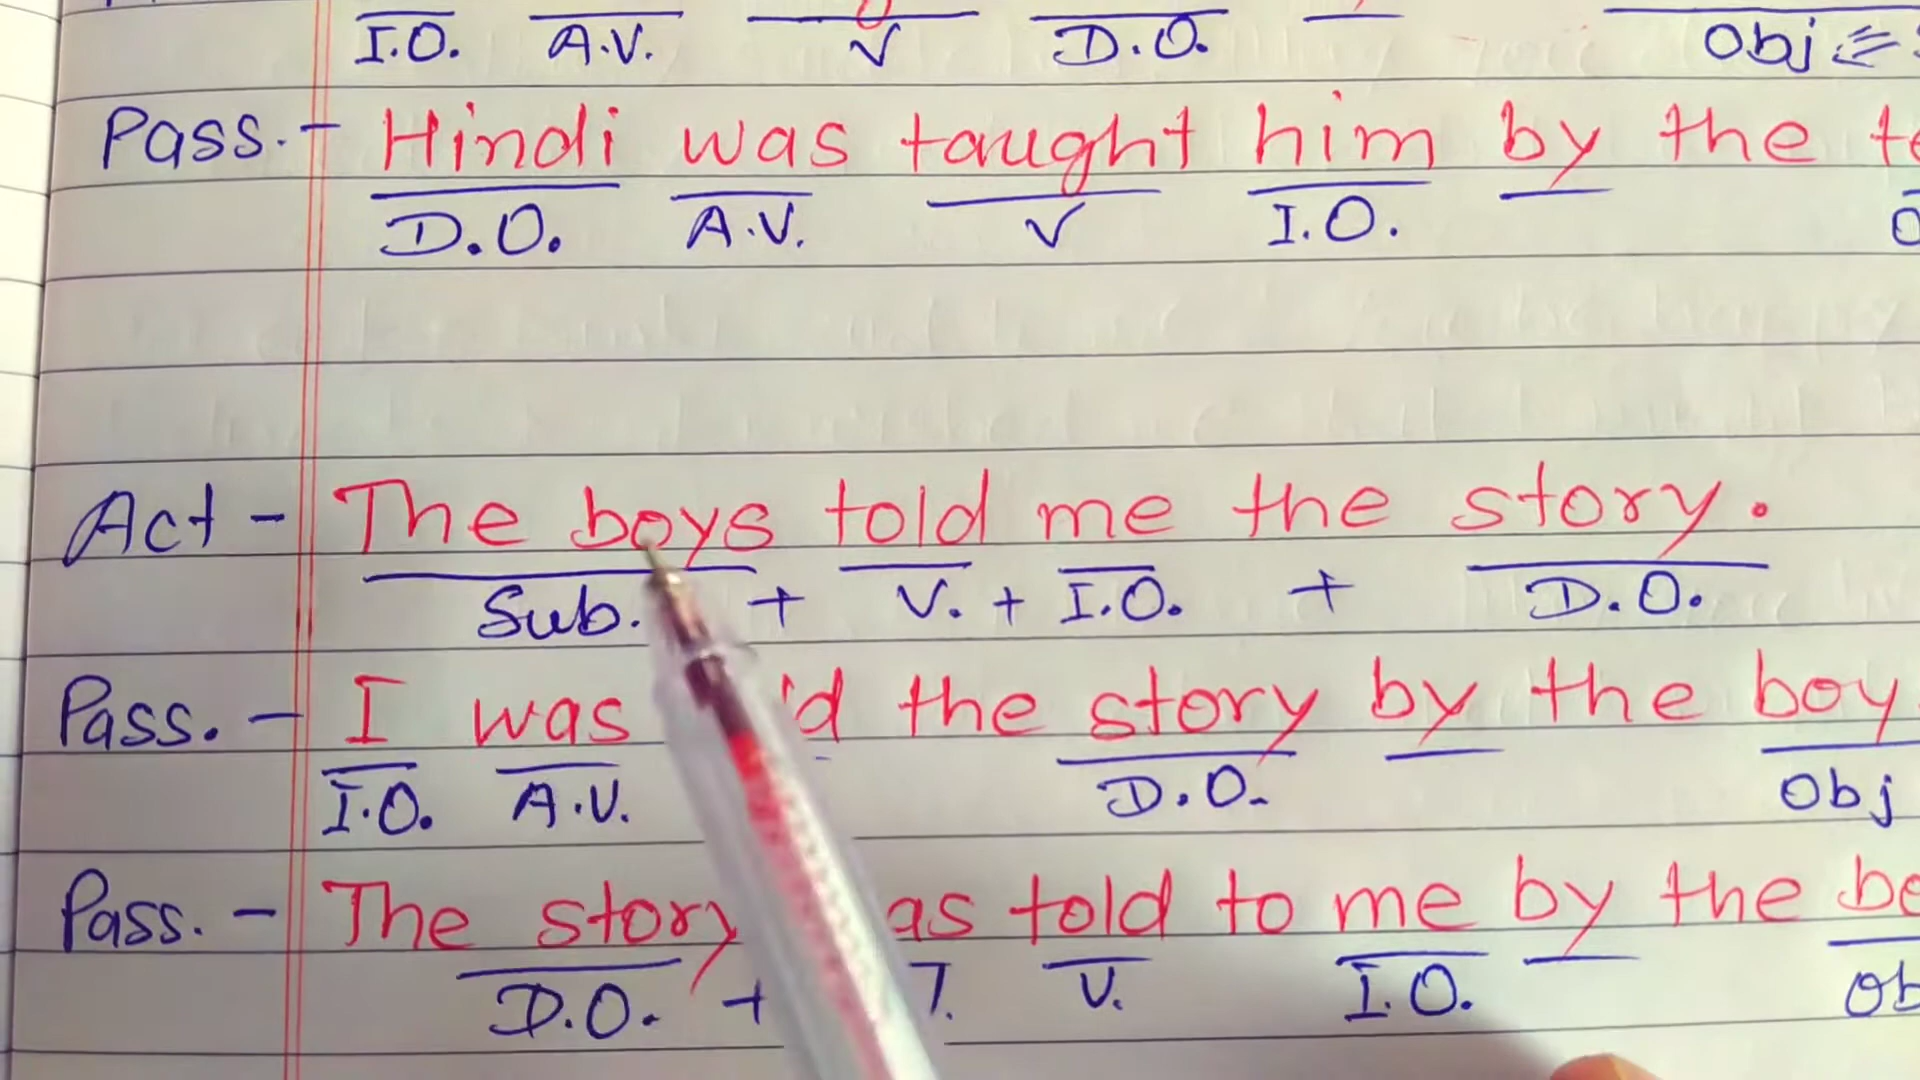 I.O. A.V. V D.O. Obj
Pass. - Hindi was taught him by the
D.O. A.V. V I.O.
Act - The boys told me the story.
Sub. + V. + I.O. + D.O.
Pass. - I was the story by the boy
I.O. A.V. D.O. Obj
Pass. - The story told to me by the
D.O. + V. I.O.